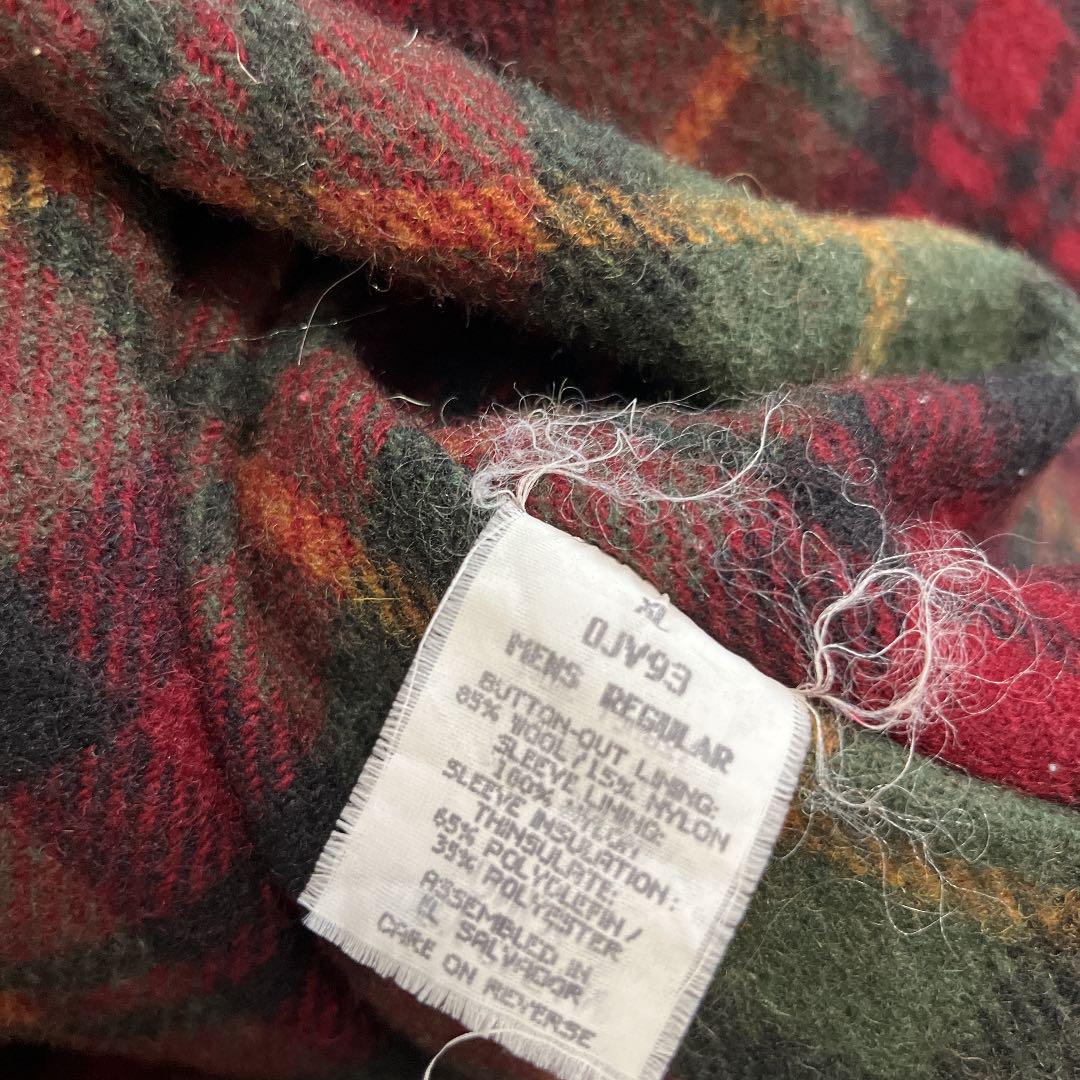 XL
0JV93
MENS REGULAR
BUTTON-OUT LINING:
85% WOOL/15% NYLON
SLEEVE LINING:
100% NYLON
SLEEVE INSULATION:
THINSULATE:
65% POLYOLEFIN/
35% POLYESTER
ASSEMBLED IN
EL SALVADOR
CARE ON REVERSE